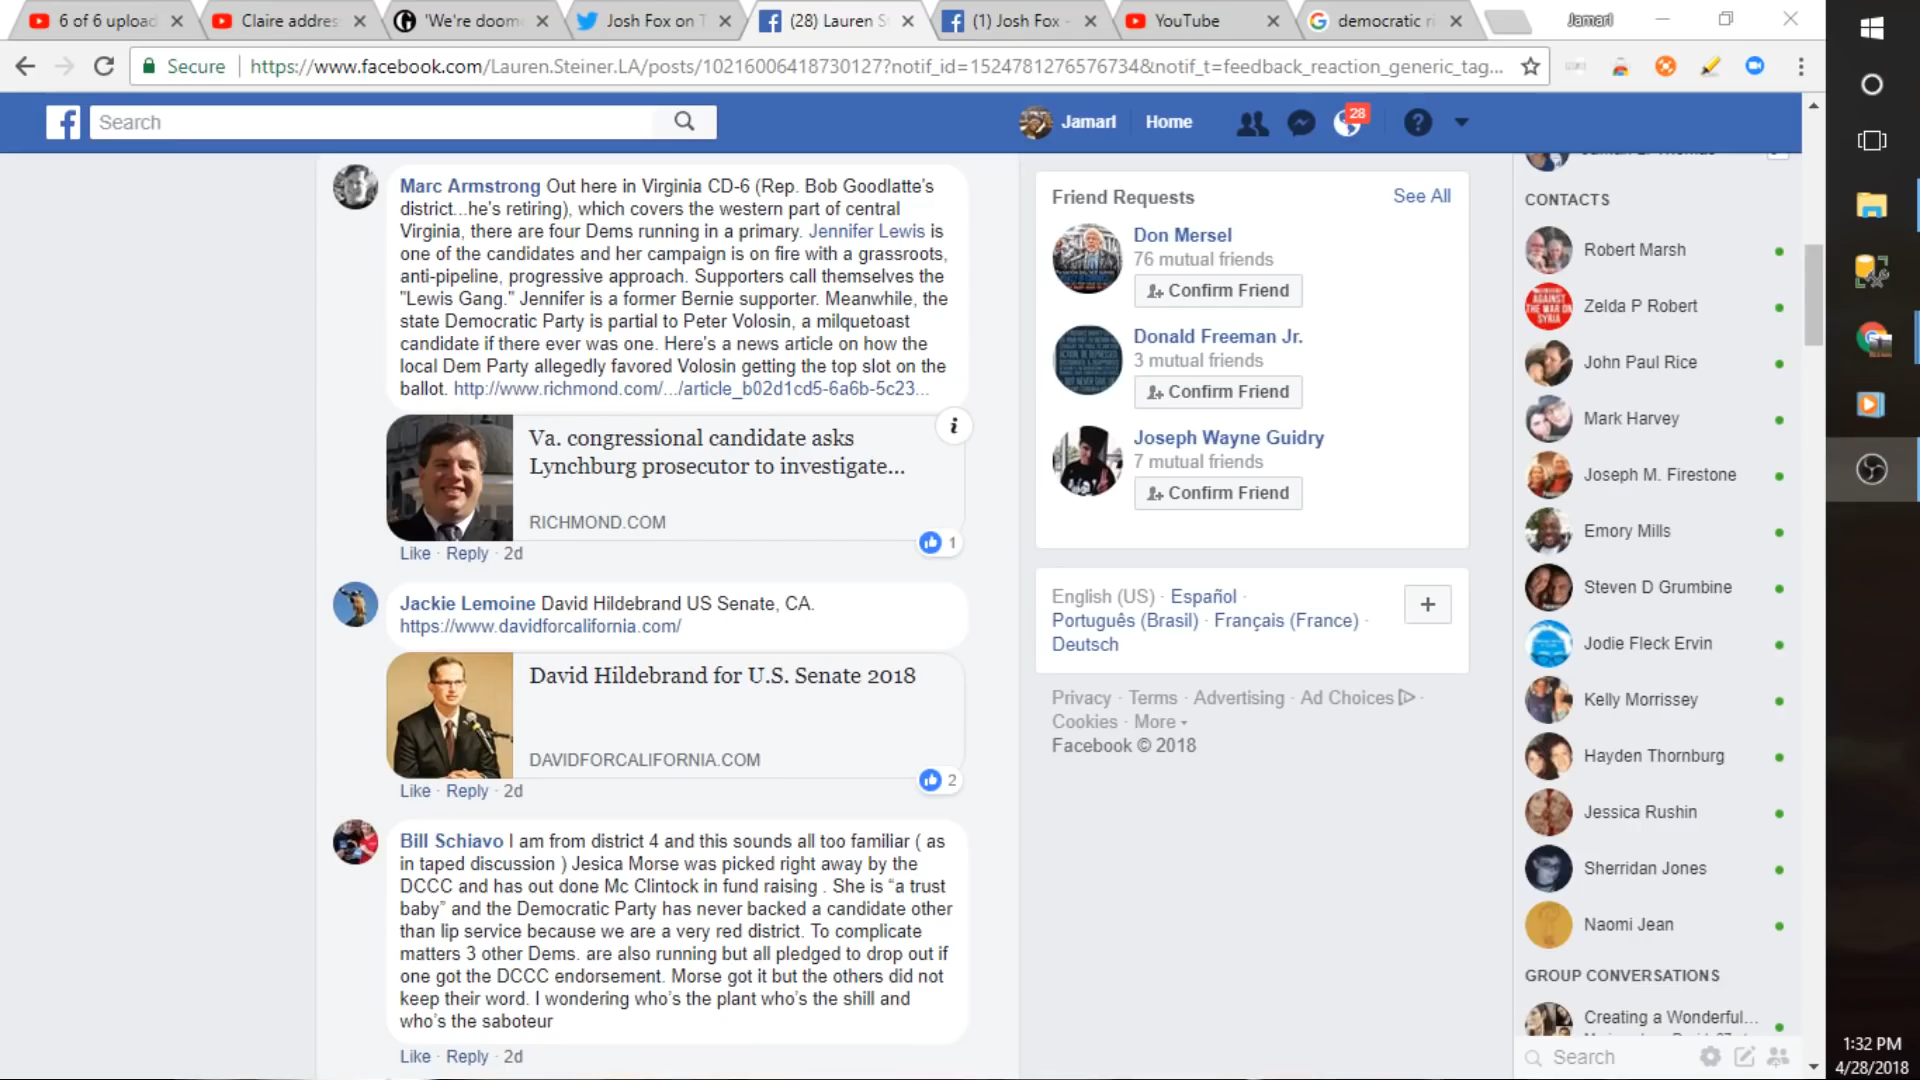 6 of 6 upload
Claire addres
'We're doom
Josh Fox on T
(28) Lauren S
(1) Josh Fox -
YouTube
democratic ri
Jamarl
Secure
https://www.facebook.com/Lauren.Steiner.LA/posts/10216006418730127?notif_id=1524781276576734&notif_t=feedback_reaction_generic_tag...
Search
Jamarl
Home
28
Marc Armstrong Out here in Virginia CD-6 (Rep. Bob Goodlatte's
district...he's retiring), which covers the western part of central
Virginia, there are four Dems running in a primary. Jennifer Lewis is
one of the candidates and her campaign is on fire with a grassroots,
anti-pipeline, progressive approach. Supporters call themselves the
"Lewis Gang." Jennifer is a former Bernie supporter. Meanwhile, the
state Democratic Party is partial to Peter Volosin, a milquetoast
candidate if there ever was one. Here's a news article on how the
local Dem Party allegedly favored Volosin getting the top slot on the
ballot. http://www.richmond.com/.../article_b02d1cd5-6a6b-5c23...
Va. congressional candidate asks
Lynchburg prosecutor to investigate...
RICHMOND.COM
1
Like · Reply · 2d
Jackie Lemoine David Hildebrand US Senate, CA.
https://www.davidforcalifornia.com/
David Hildebrand for U.S. Senate 2018
DAVIDFORCALIFORNIA.COM
2
Like · Reply · 2d
Bill Schiavo I am from district 4 and this sounds all too familiar ( as
in taped discussion ) Jesica Morse was picked right away by the
DCCC and has out done Mc Clintock in fund raising . She is “a trust
baby” and the Democratic Party has never backed a candidate other
than lip service because we are a very red district. To complicate
matters 3 other Dems. are also running but all pledged to drop out if
one got the DCCC endorsement. Morse got it but the others did not
keep their word. I wondering who's the plant who's the shill and
who's the saboteur
Like · Reply · 2d
Friend Requests
See All
Don Mersel
76 mutual friends
Confirm Friend
Donald Freeman Jr.
3 mutual friends
Confirm Friend
Joseph Wayne Guidry
7 mutual friends
Confirm Friend
English (US) · Español ·
Português (Brasil) · Français (France) ·
Deutsch
+
Privacy · Terms · Advertising · Ad Choices ·
Cookies · More
Facebook © 2018
CONTACTS
Robert Marsh
Zelda P Robert
AGAINST
THE WAR ON
SYRIA
John Paul Rice
Mark Harvey
Joseph M. Firestone
Emory Mills
Steven D Grumbine
Jodie Fleck Ervin
Kelly Morrissey
Hayden Thornburg
Jessica Rushin
Sherridan Jones
Naomi Jean
GROUP CONVERSATIONS
Creating a Wonderful...
Search
1:32 PM
4/28/2018